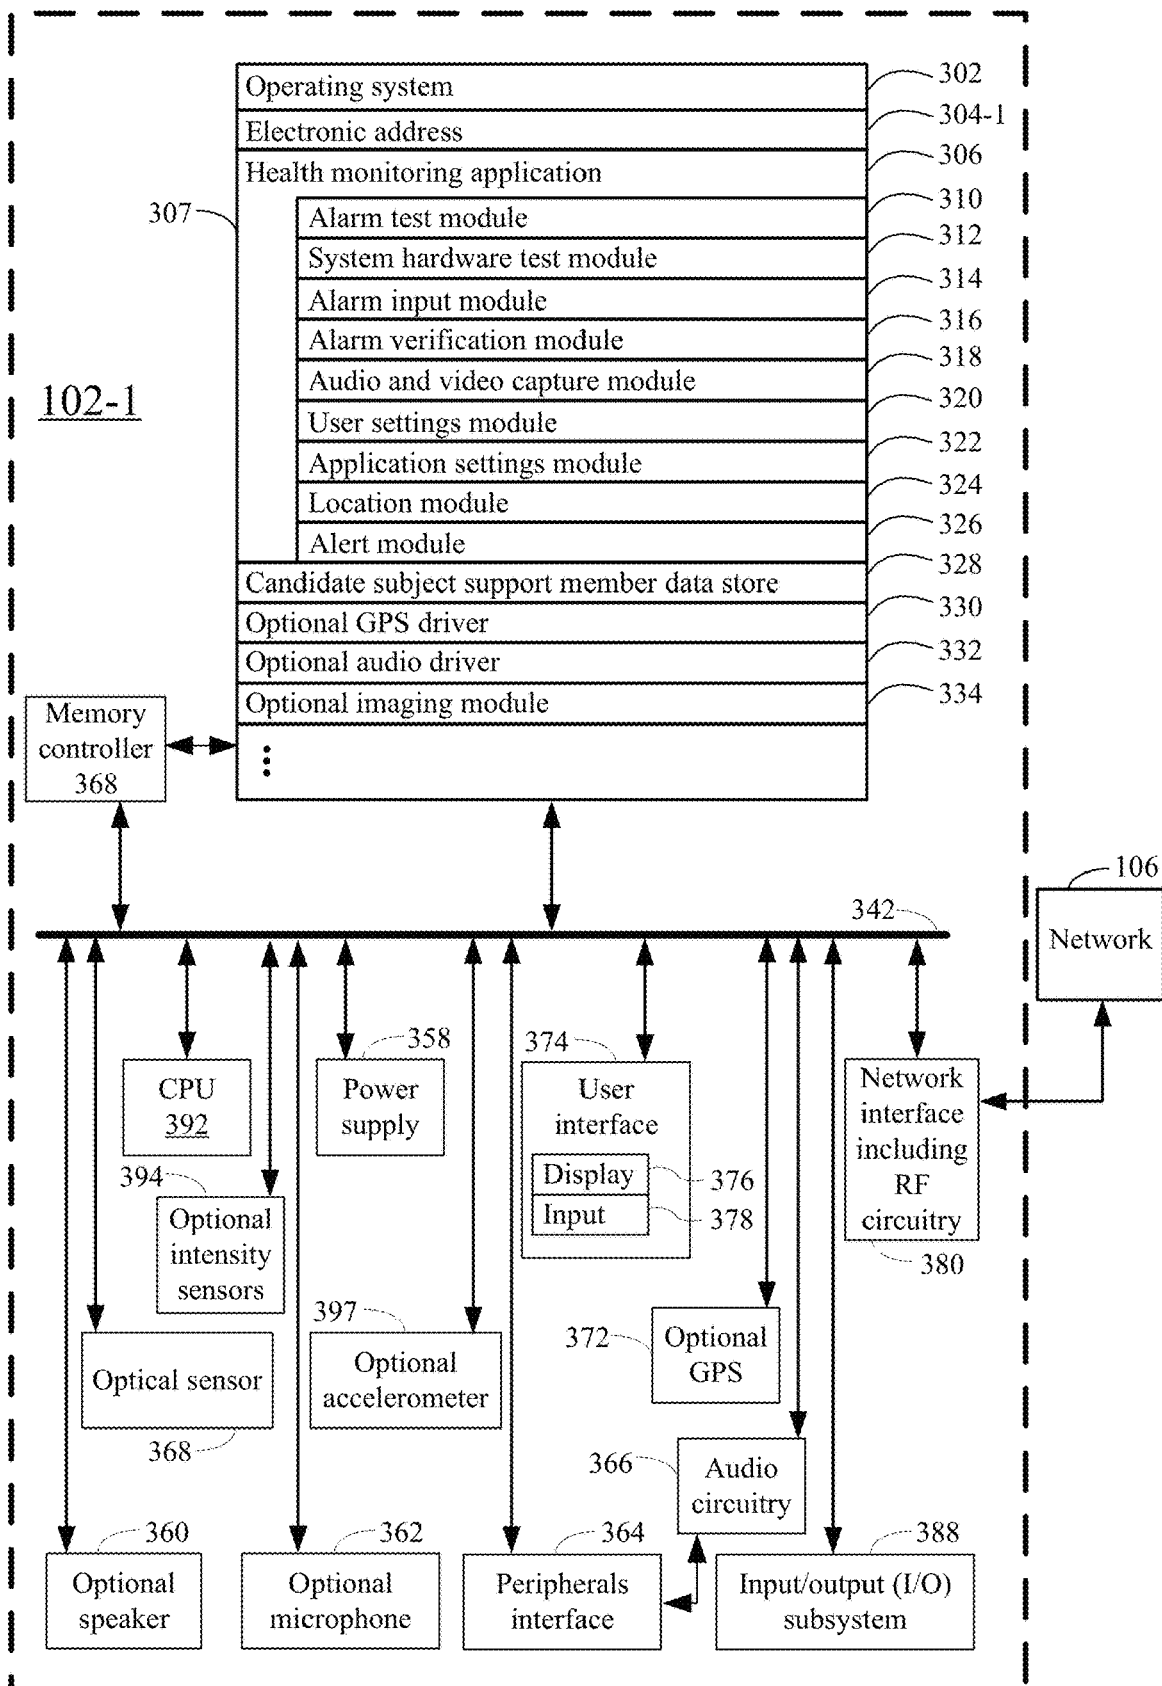 Operating system
302
Electronic address
304-1
Health monitoring application
306
307
Alarm test module
310
System hardware test module
312
Alarm input module
314
Alarm verification module
316
Audio and video capture module
318
102-1
User settings module
320
Application settings module
322
Location module
324
Alert module
326
Candidate subject support member data store
328
Optional GPS driver
330
Optional audio driver
332
Optional imaging module
334
Memory
controller
368
106
Network
342
CPU
392
358
Power
supply
374
User
interface
Display
376
Input
378
Network
interface
including
RF
circuitry
380
394
Optional
intensity
sensors
397
Optional
accelerometer
372
Optional
GPS
Optical sensor
368
366
Audio
circuitry
360
Optional
speaker
362
Optional
microphone
364
Peripherals
interface
388
Input/output (I/O)
subsystem